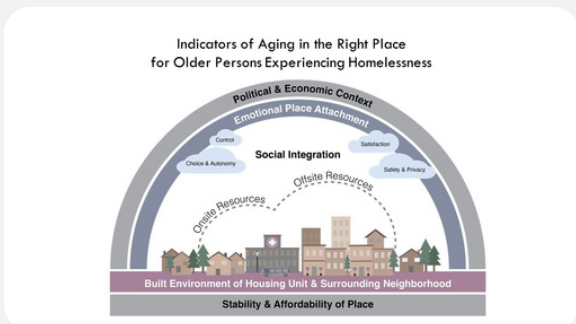 Indicators of Aging in the Right Place
for Older Persons Experiencing Homelessness
Political & Economic Context
Emotional Place Attachment
Control
Choice & Autonomy
Satisfaction
Safety & Privacy
Social Integration
Onsite Resources
Offsite Resources
Built Environment of Housing Unit & Surrounding Neighborhood
Stability & Affordability of Place